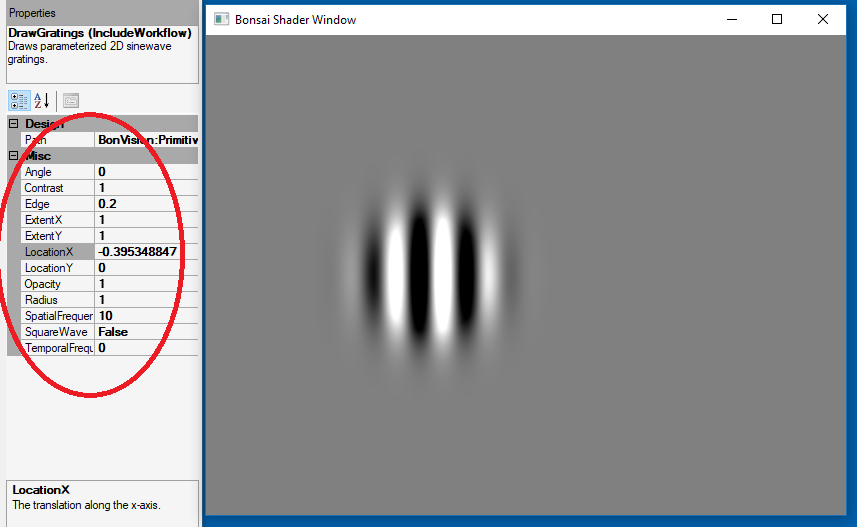 Properties
DrawGratings (IncludeWorkflow)
Draws parameterized 2D sinewave
gratings.
Design
Path BonVision:Primitiv
Misc
Angle 0
Contrast 1
Edge 0.2
ExtentX 1
ExtentY 1
LocationX -0.395348847
LocationY 0
Opacity 1
Radius 1
SpatialFrequer 10
SquareWave False
TemporalFrequ 0
LocationX
The translation along the x-axis.
Bonsai Shader Window